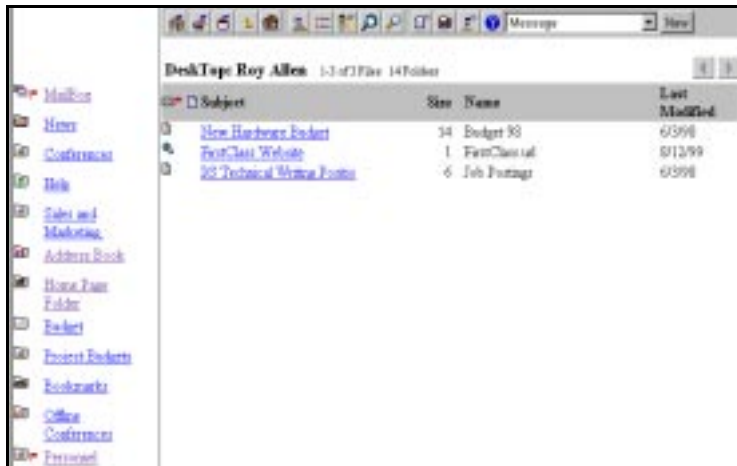 Message New
DeskTop: Roy Allen 1-3 of 3 Files 14 Folders
Subject Size Name Last
Modified
New Hardware Budget 14 Budget 98 6/3/98
FirstClass Website 1 FirstClass.url 8/12/99
Technical Writing 6 Job Postings 6/3/98
MailBox
News
Conferences
Help
Sales and
Marketing
Address Book
Home Page
Folder
Budget
Project Budgets
Bookmarks
Offline
Conferences
Personnel